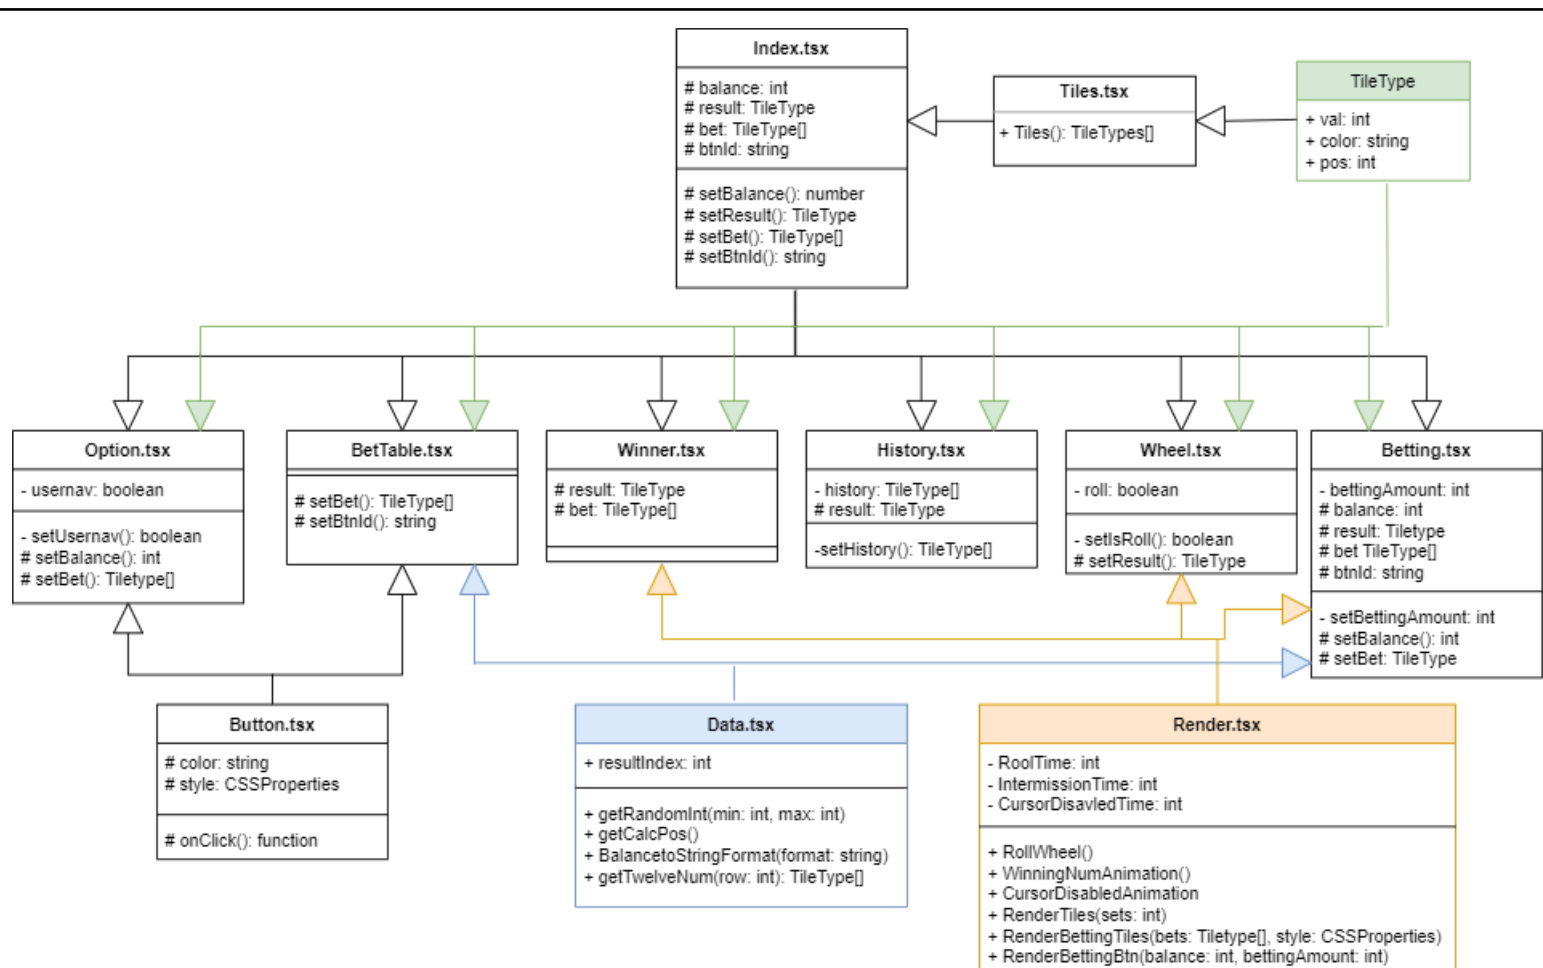 Index.tsx
# balance: int
# result: TileType
# bet: TileType[]
# btnId: string
# setBalance(): number
# setResult(): TileType
# setBet(): TileType[]
# setBtnId(): string
Tiles.tsx
+ Tiles(): TileTypes[]
TileType
+ val: int
+ color: string
+ pos: int
Option.tsx
- usernav: boolean
- setUsernav(): boolean
# setBalance(): int
# setBet(): Tiletype[]
BetTable.tsx
# setBet(): TileType[]
# setBtnId(): string
Winner.tsx
# result: TileType
# bet: TileType[]
History.tsx
- history: TileType[]
# result: TileType
-setHistory(): TileType[]
Wheel.tsx
- roll: boolean
- setIsRoll(): boolean
# setResult(): TileType
Betting.tsx
- bettingAmount: int
# balance: int
# result: Tiletype
# bet TileType[]
# btnId: string
- setBettingAmount: int
# setBalance(): int
# setBet: TileType
Button.tsx
# color: string
# style: CSSProperties
# onClick(): function
Data.tsx
+ resultIndex: int
+ getRandomInt(min: int, max: int)
+ getCalcPos()
+ BalancetoStringFormat(format: string)
+ getTwelveNum(row: int): TileType[]
Render.tsx
- RoolTime: int
- IntermissionTime: int
- CursorDisavledTime: int
+ RollWheel()
+ WinningNumAnimation()
+ CursorDisabledAnimation
+ RenderTiles(sets: int)
+ RenderBettingTiles(bets: Tiletype[], style: CSSProperties)
+ RenderBettingBtn(balance: int, bettingAmount: int)